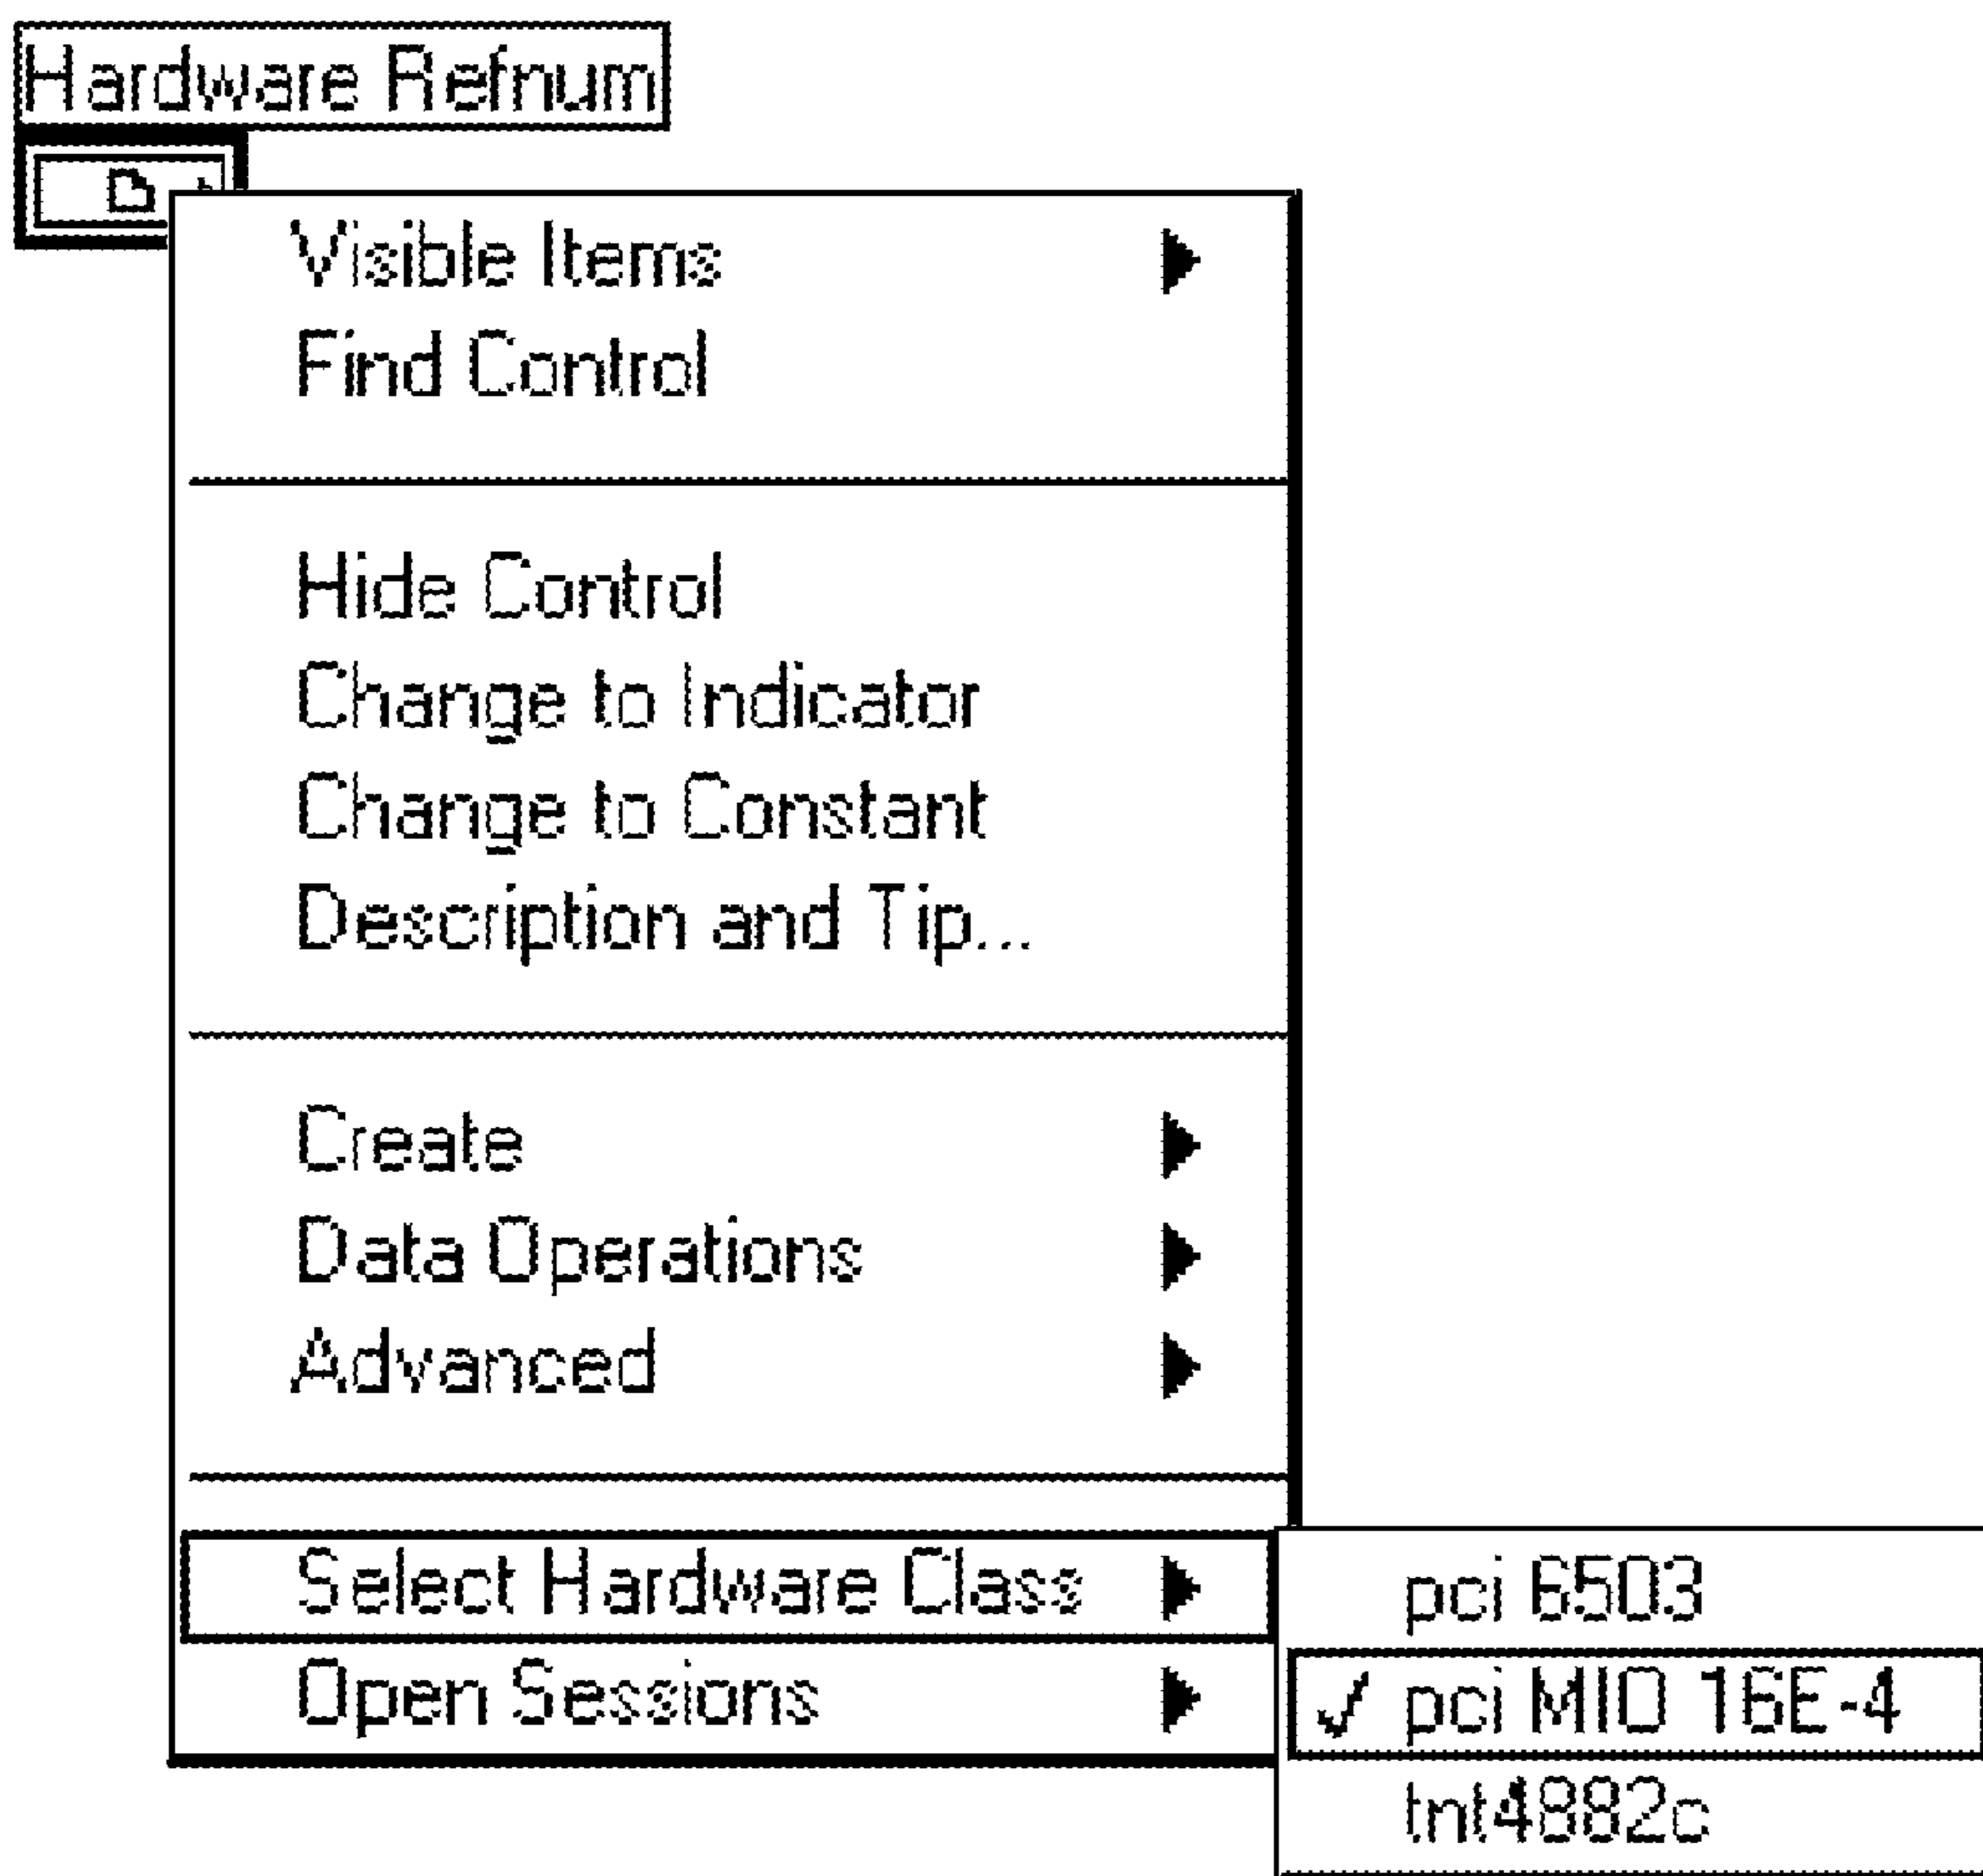 Hardware Refnum
Visible Items
Find Control
Hide Control
Change to Indicator
Change to Constant
Description and Tip...
Create
Data Operations
Advanced
Select Hardware Class
Open Sessions
pci 6503
✓ pci MIO 16E-4
tnt4882c